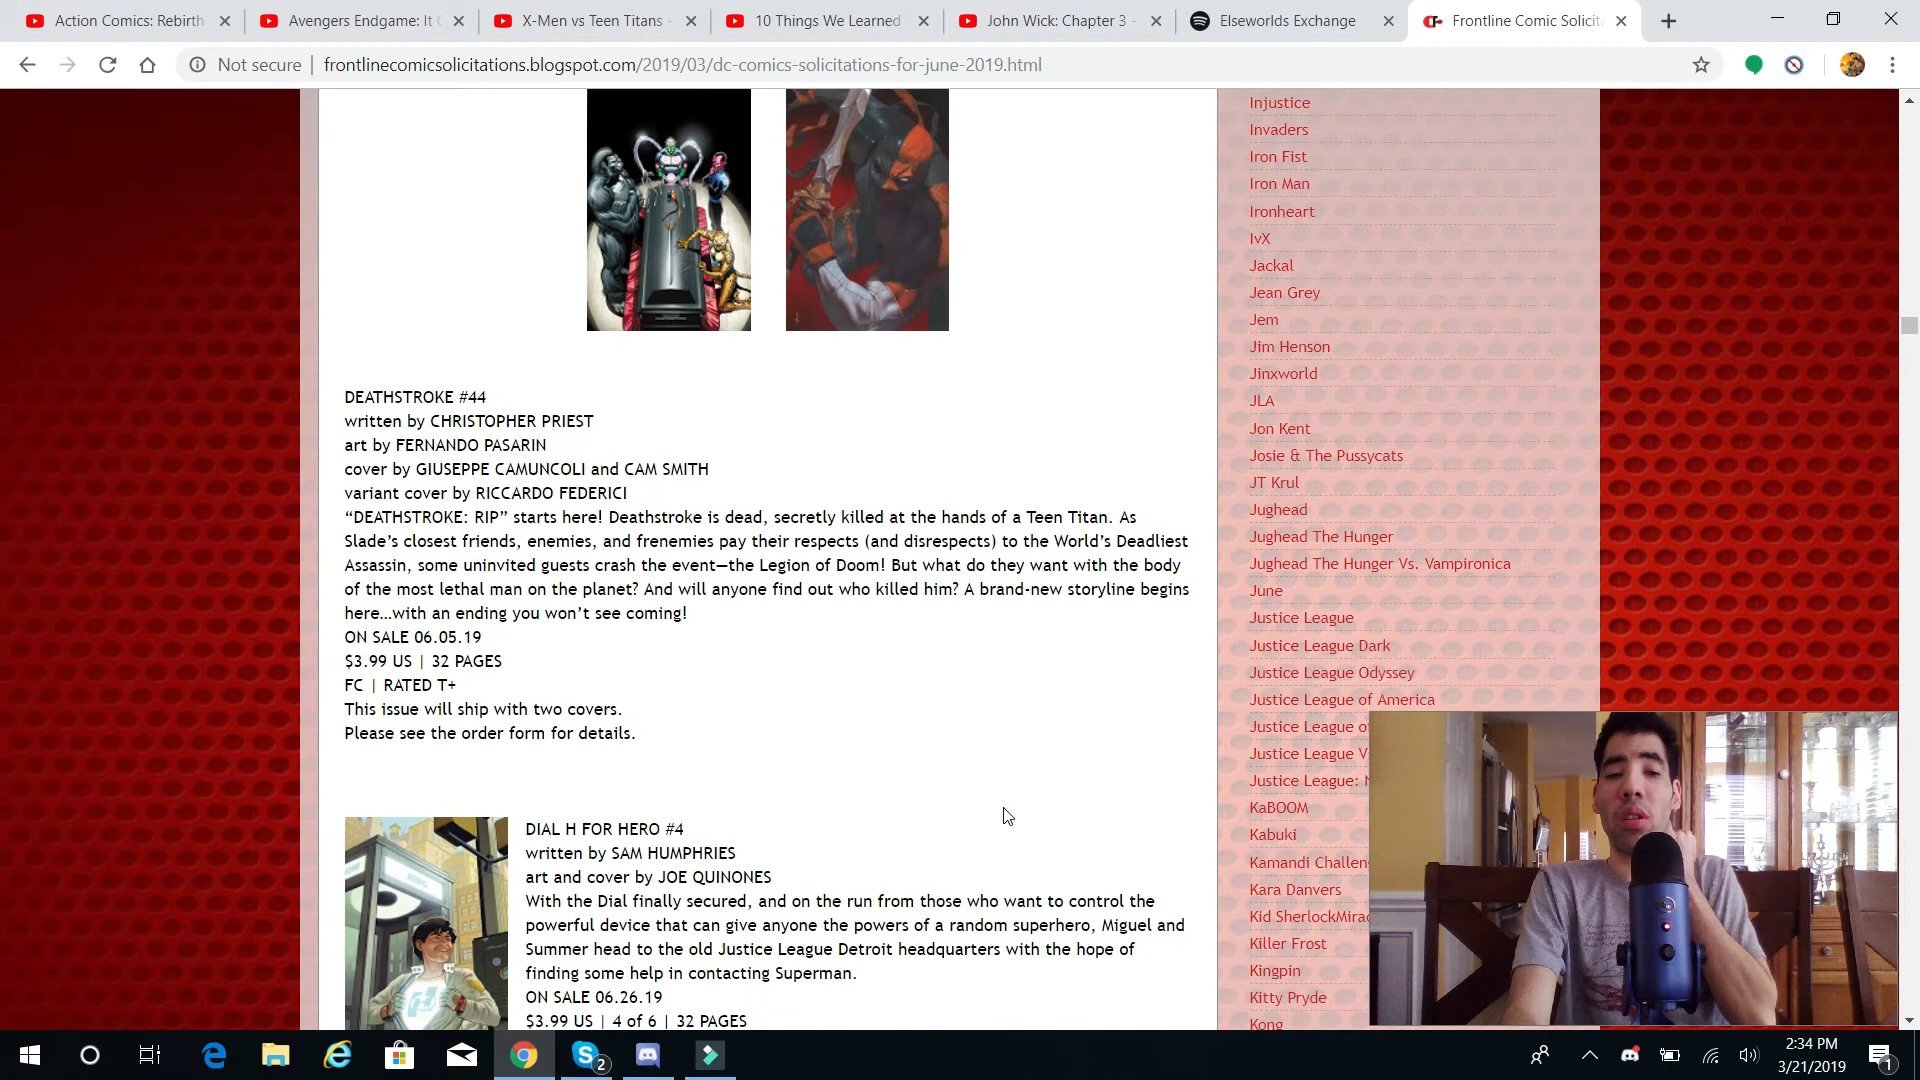 Action Comics: Rebirth
Avengers Endgame: It
X-Men vs Teen Titans -
10 Things We Learned
John Wick: Chapter 3 -
Elseworlds Exchange
Frontline Comic Solicit
Not secure
frontlinecomicsolicitations.blogspot.com/2019/03/dc-comics-solicitations-for-june-2019.html
DEATHSTROKE #44
written by CHRISTOPHER PRIEST
art by FERNANDO PASARIN
cover by GIUSEPPE CAMUNCOLI and CAM SMITH
variant cover by RICCARDO FEDERICI
“DEATHSTROKE: RIP” starts here! Deathstroke is dead, secretly killed at the hands of a Teen Titan. As
Slade’s closest friends, enemies, and frenemies pay their respects (and disrespects) to the World’s Deadliest
Assassin, some uninvited guests crash the event—the Legion of Doom! But what do they want with the body
of the most lethal man on the planet? And will anyone find out who killed him? A brand-new storyline begins
here…with an ending you won’t see coming!
ON SALE 06.05.19
$3.99 US | 32 PAGES
FC | RATED T+
This issue will ship with two covers.
Please see the order form for details.
DIAL H FOR HERO #4
written by SAM HUMPHRIES
art and cover by JOE QUINONES
With the Dial finally secured, and on the run from those who want to control the
powerful device that can give anyone the powers of a random superhero, Miguel and
Summer head to the old Justice League Detroit headquarters with the hope of
finding some help in contacting Superman.
ON SALE 06.26.19
$3.99 US | 4 of 6 | 32 PAGES
Injustice
Invaders
Iron Fist
Iron Man
Ironheart
IvX
Jackal
Jean Grey
Jem
Jim Henson
Jinxworld
JLA
Jon Kent
Josie & The Pussycats
JT Krul
Jughead
Jughead The Hunger
Jughead The Hunger Vs. Vampironica
June
Justice League
Justice League Dark
Justice League Odyssey
Justice League of America
Justice League o
Justice League V
Justice League:
KaBOOM
Kabuki
Kamandi Challen
Kara Danvers
Kid SherlockMira
Killer Frost
Kingpin
Kitty Pryde
Kong
2
2:34 PM
3/21/2019
1